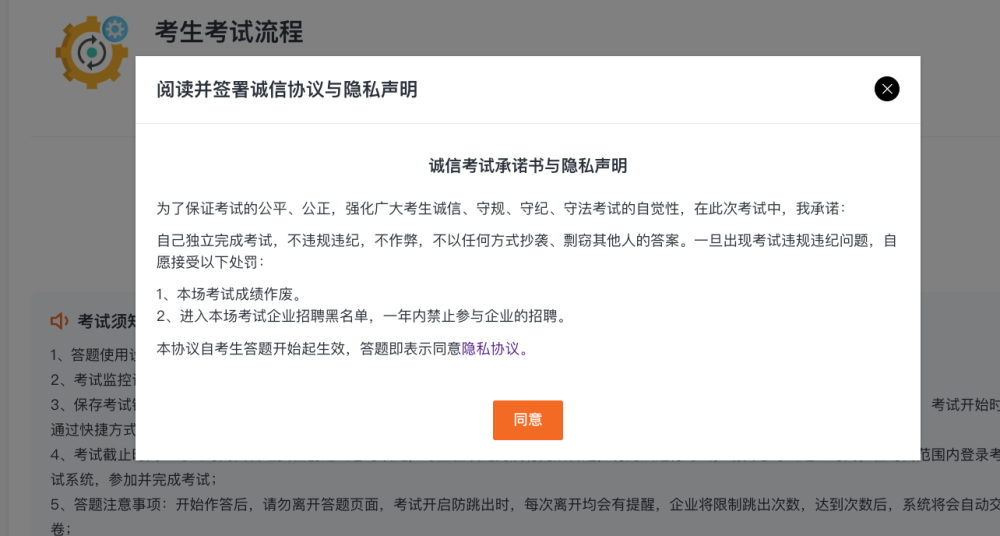 考生考试流程
阅读并签署诚信协议与隐私声明
诚信考试承诺书与隐私声明
为了保证考试的公平、公正，强化广大考生诚信、守规、守纪、守法考试的自觉性，在此次考试中，我承诺：
自己独立完成考试，不违规违纪，不作弊，不以任何方式抄袭、剽窃其他人的答案。一旦出现考试违规违纪问题，自
愿接受以下处罚：
1、本场考试成绩作废。
2、进入本场考试企业招聘黑名单，一年内禁止参与企业的招聘。
本协议自考生答题开始起生效，答题即表示同意隐私协议。
同意
考试须知
1、答题使用
2、考试监控
3、保存考试 考试开始时
通过快捷方式
4、考试截止 范围内登录考
试系统，参加并完成考试；
5、答题注意事项：开始作答后，请勿离开答题页面，考试开启防跳出时，每次离开均会有提醒，企业将限制跳出次数，达到次数后，系统将会自动交
卷；